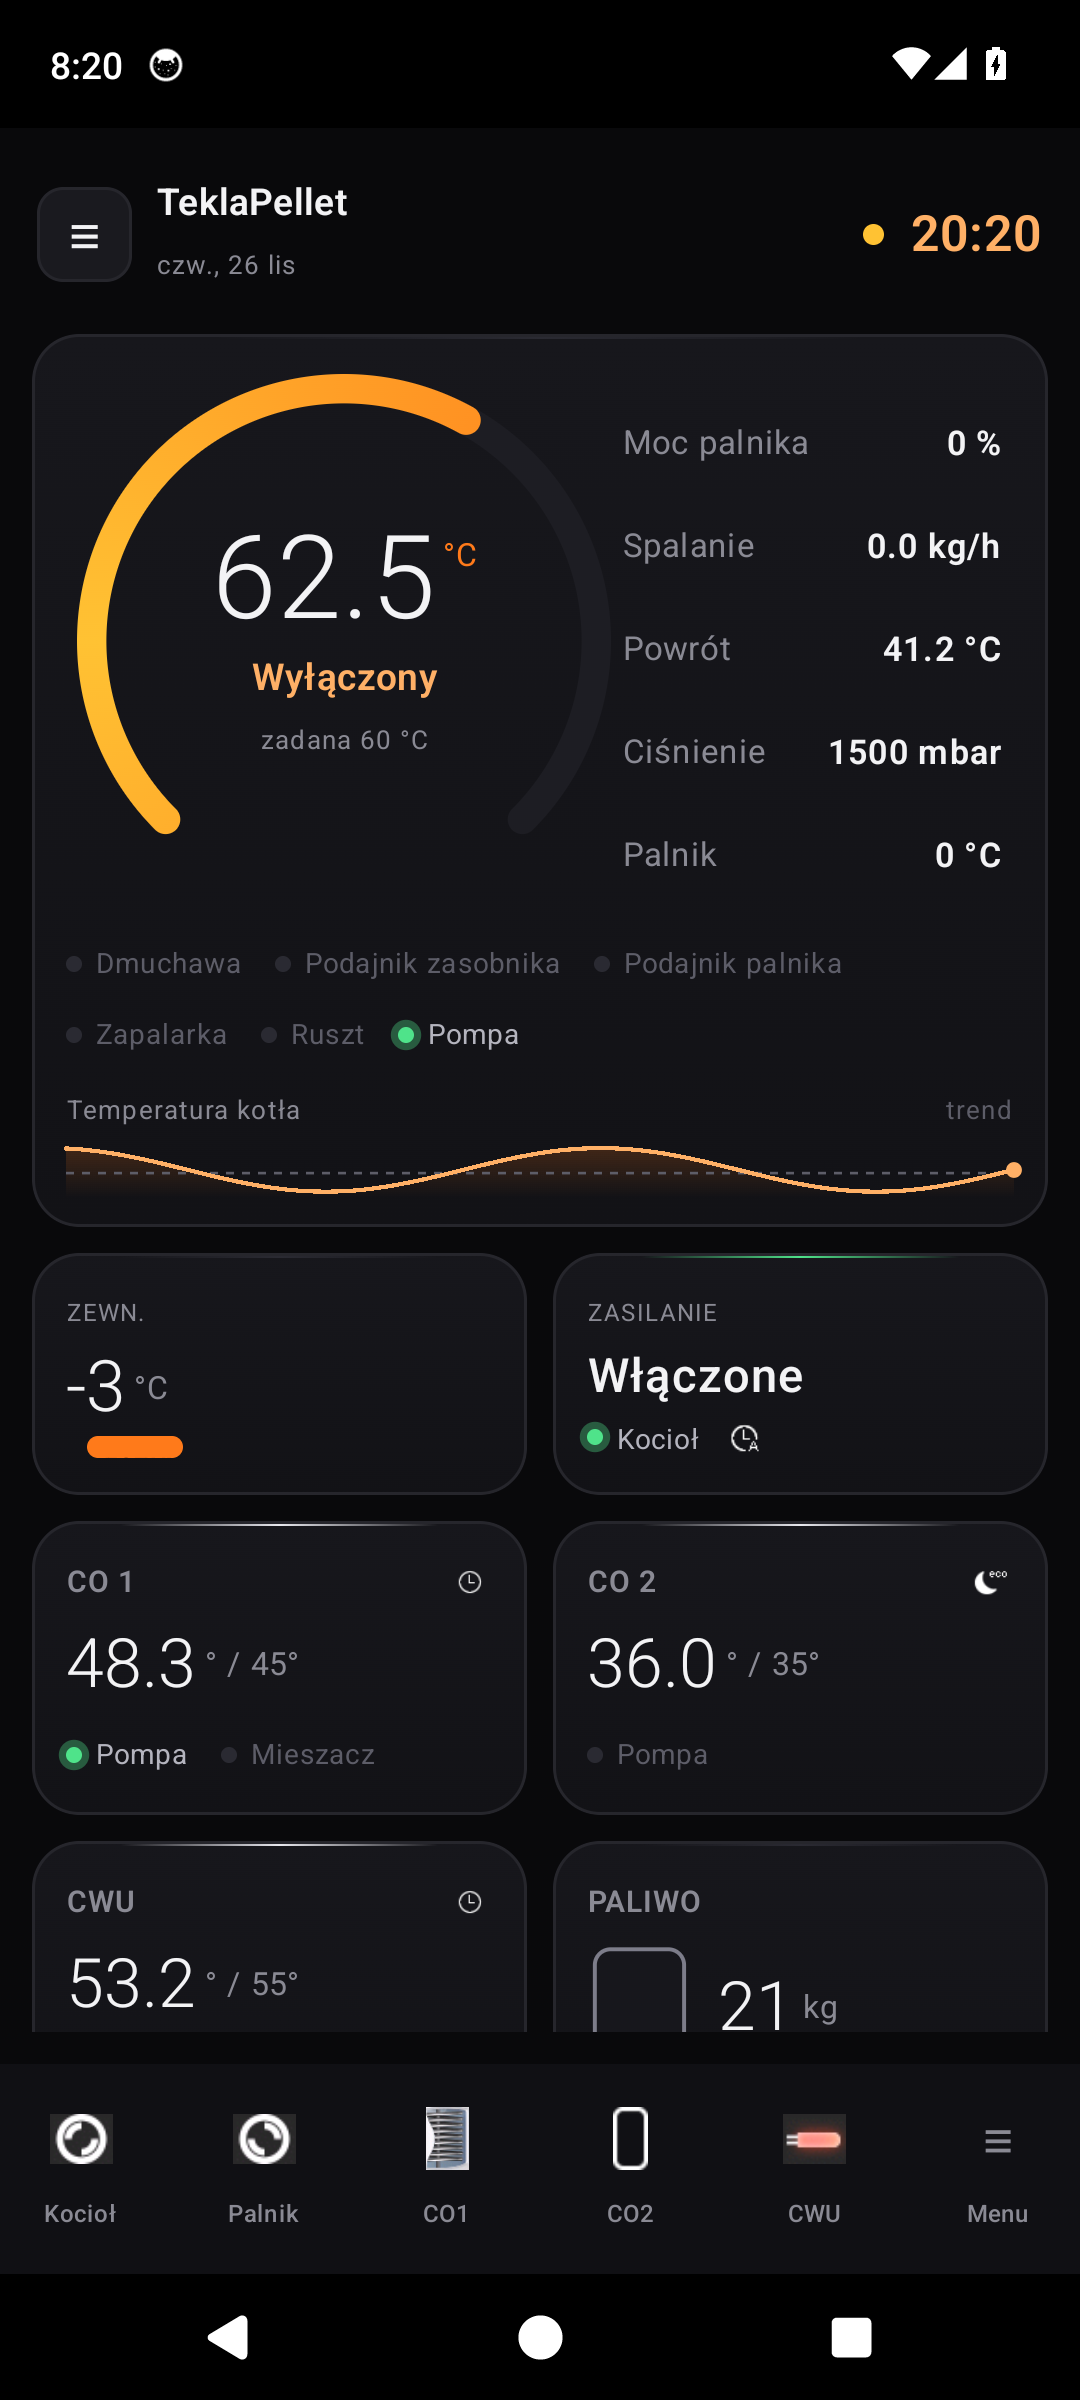 8:20
TeklaPellet
czw., 26 lis
20:20
62.5 °C
Wyłączony
zadana 60 °C
Moc palnika 0 %
Spalanie 0.0 kg/h
Powrót 41.2 °C
Ciśnienie 1500 mbar
Palnik 0 °C
Dmuchawa Podajnik zasobnika Podajnik palnika
Zapalarka Ruszt Pompa
Temperatura kotła trend
ZEWN.
-3 °C
ZASILANIE
Włączone
Kocioł A
CO 1
48.3 ° / 45°
Pompa Mieszacz
CO 2 eco
36.0 ° / 35°
Pompa
CWU
53.2 ° / 55°
PALIWO
21 kg
Kocioł Palnik CO1 CO2 CWU Menu